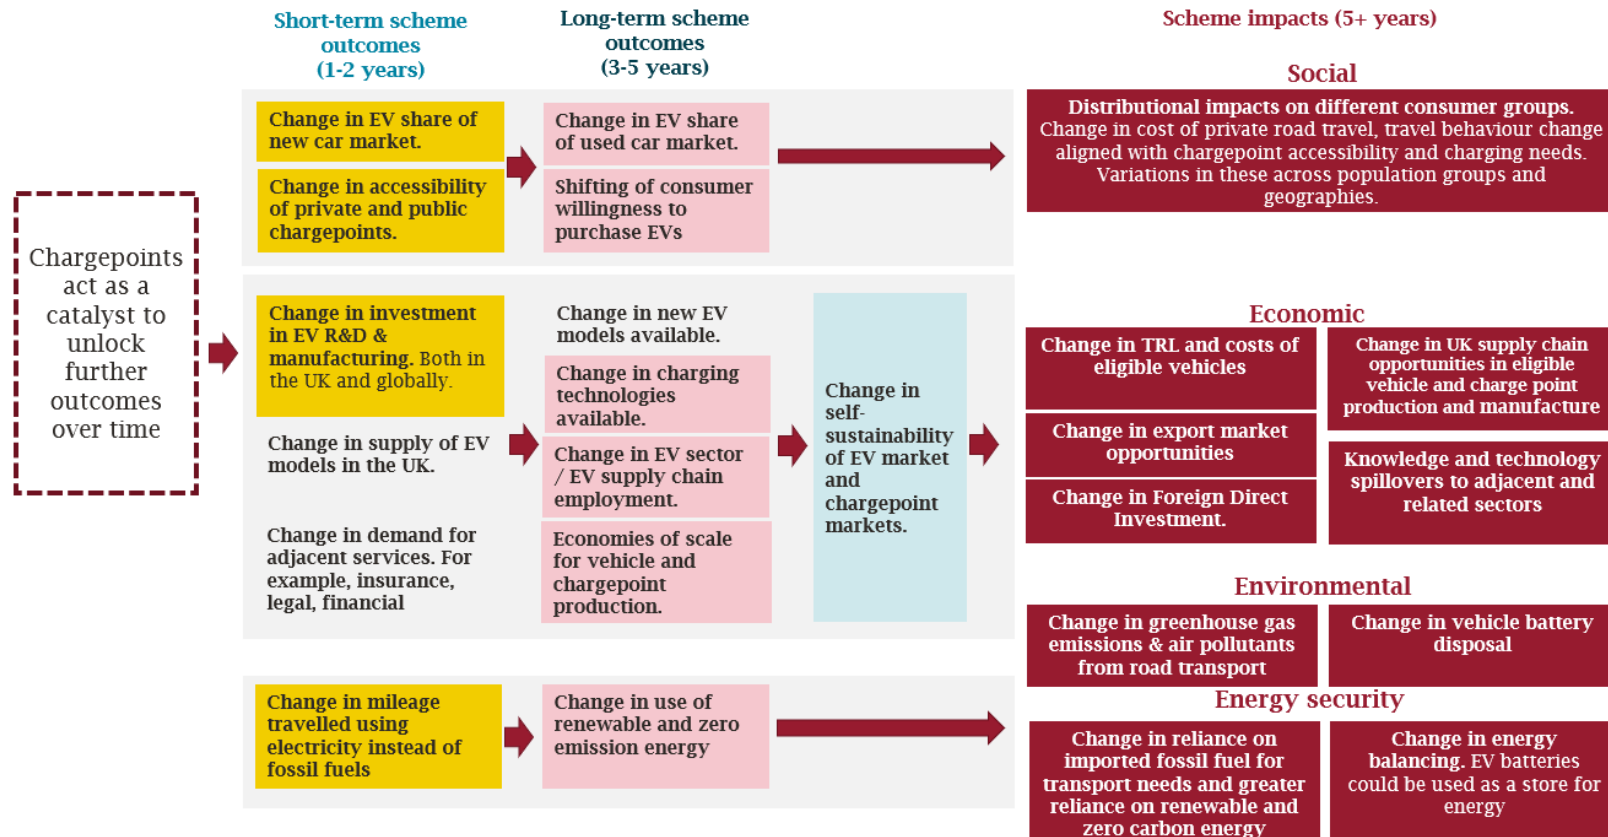 Short-term scheme
outcomes
(1-2 years)
Long-term scheme
outcomes
(3-5 years)
Scheme impacts (5+ years)
Chargepoints
act as a
catalyst to
unlock
further
outcomes
over time
Change in EV share of
new car market.
Change in accessibility
of private and public
chargepoints.
Change in EV share
of used car market.
Shifting of consumer
willingness to
purchase EVs
Social
Distributional impacts on different consumer groups.
Change in cost of private road travel, travel behaviour change
aligned with chargepoint accessibility and charging needs.
Variations in these across population groups and
geographies.
Change in investment
in EV R&D &
manufacturing. Both in
the UK and globally.
Change in supply of EV
models in the UK.
Change in demand for
adjacent services. For
example, insurance,
legal, financial
Change in new EV
models available.
Change in charging
technologies
available.
Change in EV sector
/ EV supply chain
employment.
Economies of scale
for vehicle and
chargepoint
production.
Change in
self-
sustainability
of EV market
and
chargepoint
markets.
Economic
Change in TRL and costs of
eligible vehicles
Change in export market
opportunities
Change in Foreign Direct
Investment.
Change in UK supply chain
opportunities in eligible
vehicle and charge point
production and manufacture
Knowledge and technology
spillovers to adjacent and
related sectors
Environmental
Change in greenhouse gas
emissions & air pollutants
from road transport
Change in vehicle battery
disposal
Change in mileage
travelled using
electricity instead of
fossil fuels
Change in use of
renewable and zero
emission energy
Energy security
Change in reliance on
imported fossil fuel for
transport needs and greater
reliance on renewable and
zero carbon energy
Change in energy
balancing. EV batteries
could be used as a store for
energy